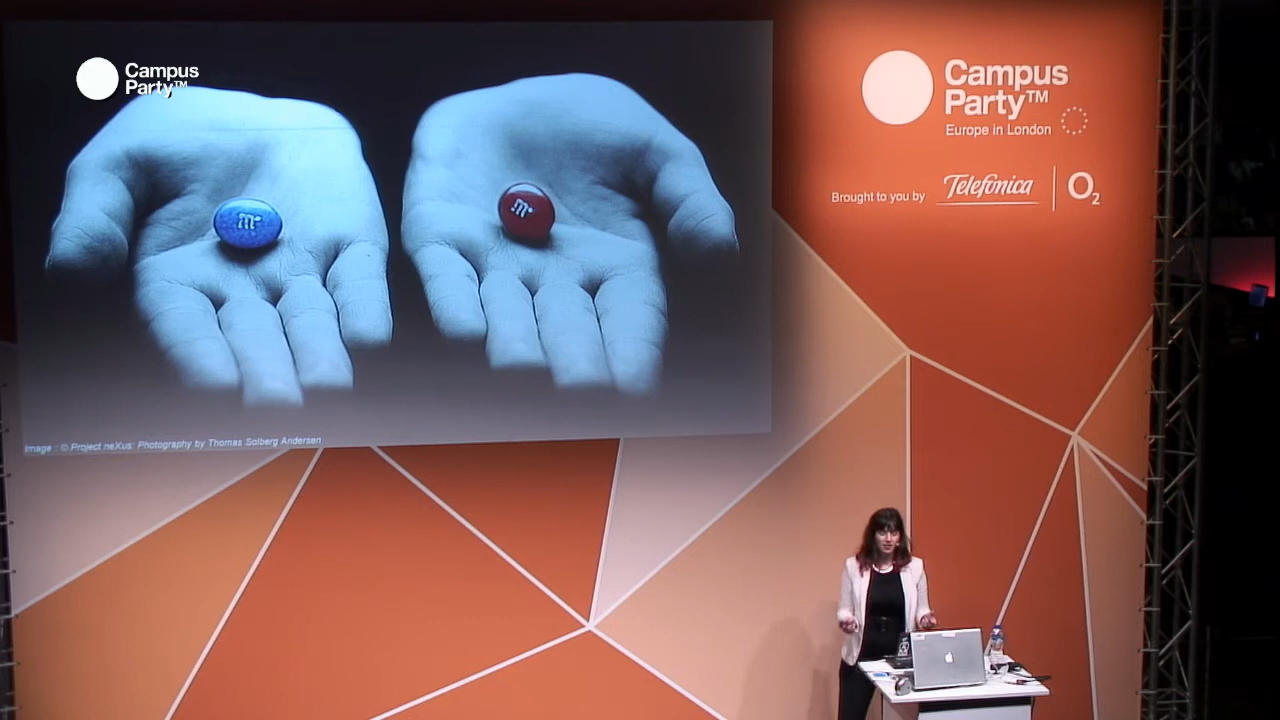 Campus
Party™
m
m
Image : © Project neXus: Photography by Thomas Solberg Andersen
Campus
Party™
Europe in London
Brought to you by
Telefónica
O2